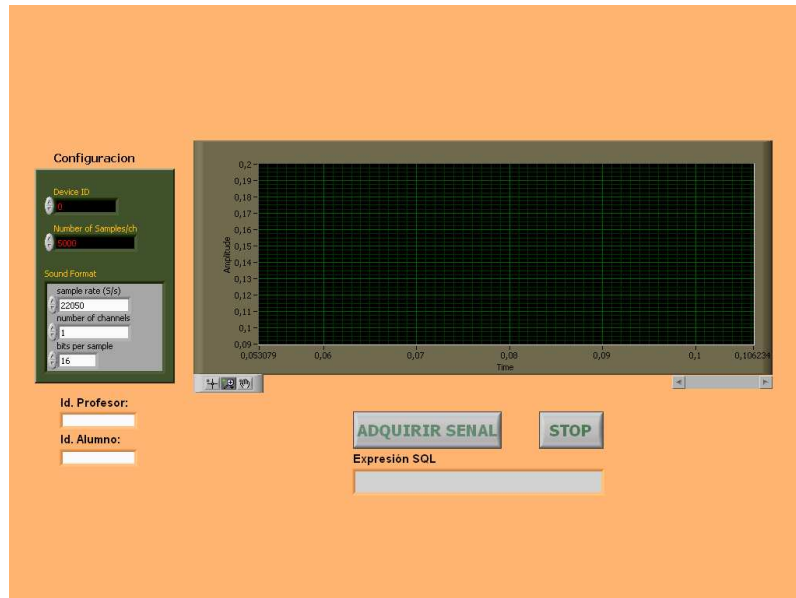 Configuracion
Device ID
0
Number of Samples/ch
5000
Sound Format
sample rate (S/s)
22050
number of channels
1
bits per sample
16
Id. Profesor:
Id. Alumno:
Amplitude
0,2
0,19
0,18
0,17
0,16
0,15
0,14
0,13
0,12
0,11
0,1
0,09
0,053079 0,06 0,07 0,08 0,09 0,1 0,106234
Time
ADQUIRIR SENAL STOP
Expresión SQL